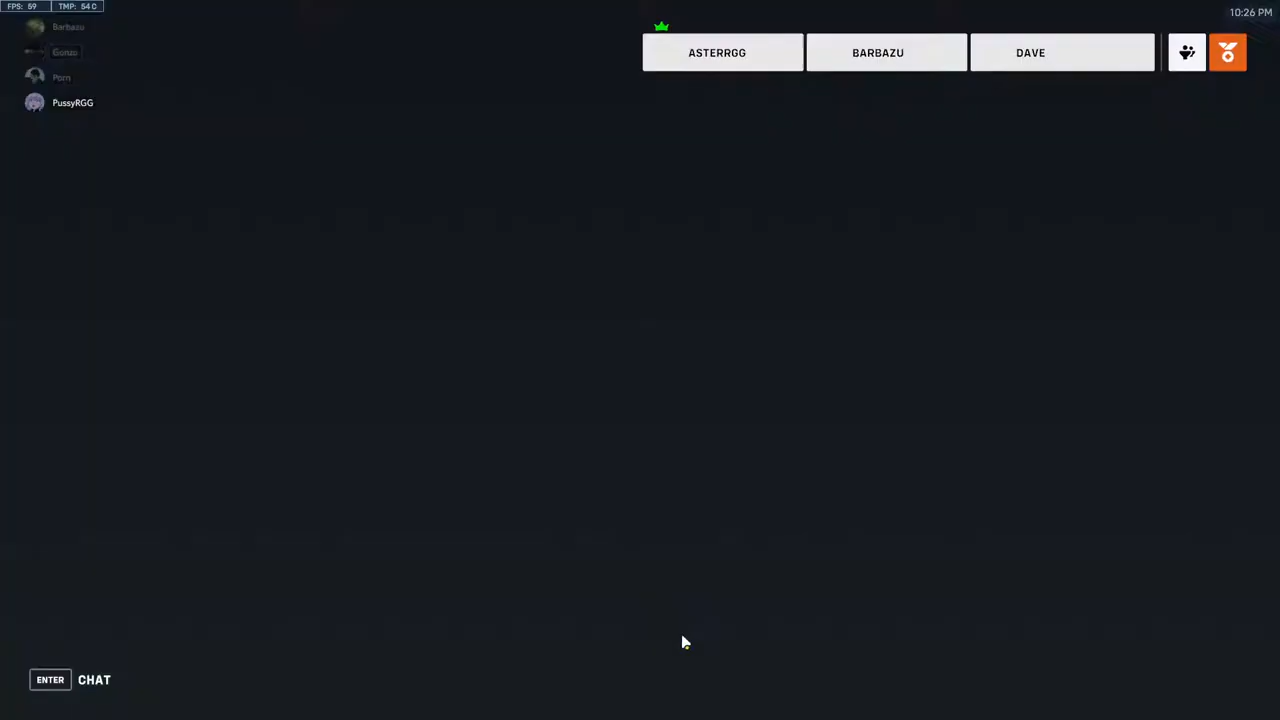 FPS: 59 TMP: 54 C
10:26 PM
Barbazu
Gonzo
Porn
PussyRGG
ASTERRGG BARBAZU DAVE
ENTER CHAT